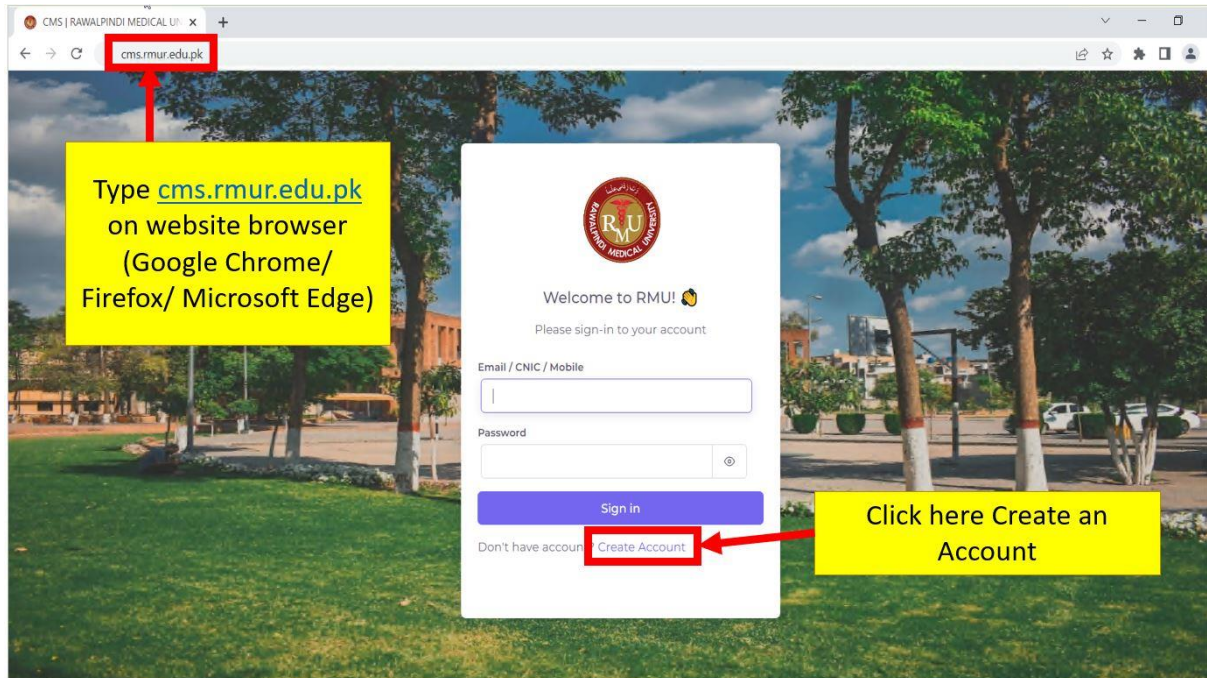 CMS | RAWALPINDI MEDICAL UN
cms.rmur.edu.pk
Type cms.rmur.edu.pk
on website browser
(Google Chrome/
Firefox/ Microsoft Edge)
RAWALPINDI MEDICAL UNIVERSITY
RMU
Welcome to RMU!
Please sign-in to your account
Email / CNIC / Mobile
Password
Sign in
Don't have accoun ? Create Account
Click here Create an
Account